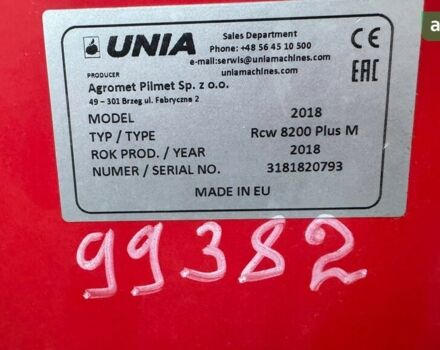 UNIA
Sales Department
Phone: +48 56 45 10 500
e-mail:serwis@uniamachines.com
uniamachines.com
CE
EAC
PRODUCER
Agromet Pilmet Sp. z o.o.
49 – 301 Brzeg ul. Fabryczna 2
MODEL 2018
TYP / TYPE Rcw 8200 Plus M
ROK PROD. / YEAR 2018
NUMER / SERIAL NO. 3181820793
MADE IN EU
99382